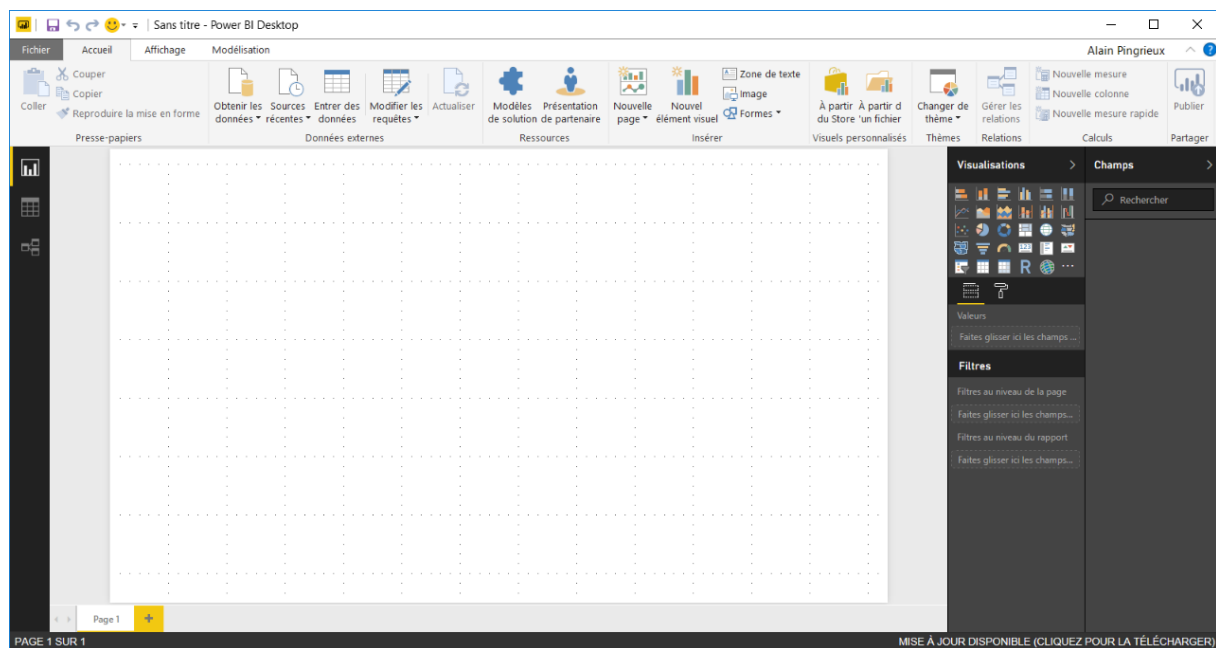 Sans titre - Power BI Desktop
Fichier Accueil Affichage Modélisation Alain Pingrieux
Coller
Couper
Copier
Reproduire la mise en forme
Presse-papiers
Obtenir les données
Sources récentes
Entrer des données
Modifier les requêtes
Actualiser
Données externes
Modèles de solution
Présentation de partenaire
Ressources
Nouvelle page
Nouvel élément visuel
Zone de texte
Image
Formes
Insérer
À partir du Store
À partir d'un fichier
Visuels personnalisés
Changer de thème
Thèmes
Gérer les relations
Relations
Nouvelle mesure
Nouvelle colonne
Nouvelle mesure rapide
Calculs
Publier
Partager
Visualisations
R
Valeurs
Faites glisser ici les champs ...
Filtres
Filtres au niveau de la page
Faites glisser ici les champs...
Filtres au niveau du rapport
Faites glisser ici les champs...
Champs
Rechercher
Page 1
PAGE 1 SUR 1
MISE À JOUR DISPONIBLE (CLIQUEZ POUR LA TÉLÉCHARGER)